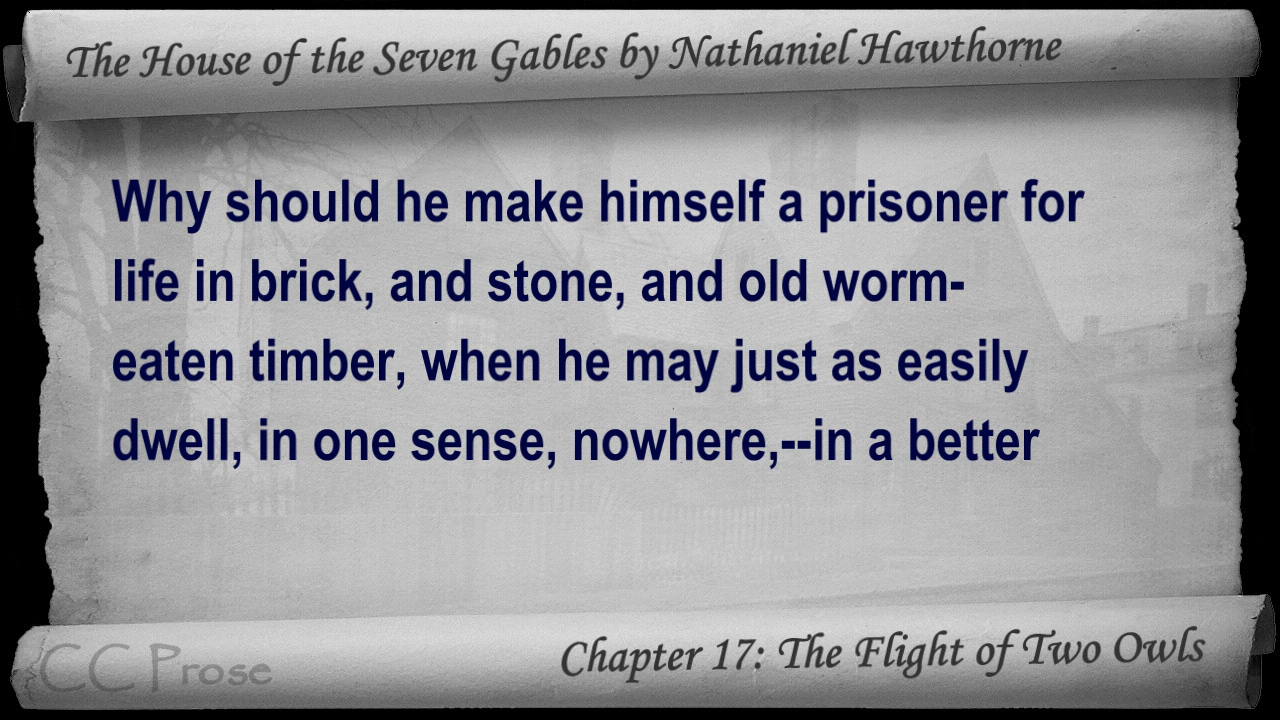 The House of the Seven Gables by Nathaniel Hawthorne
Why should he make himself a prisoner for
life in brick, and stone, and old worm-
eaten timber, when he may just as easily
dwell, in one sense, nowhere,--in a better
CC Prose
Chapter 17: The Flight of Two Owls